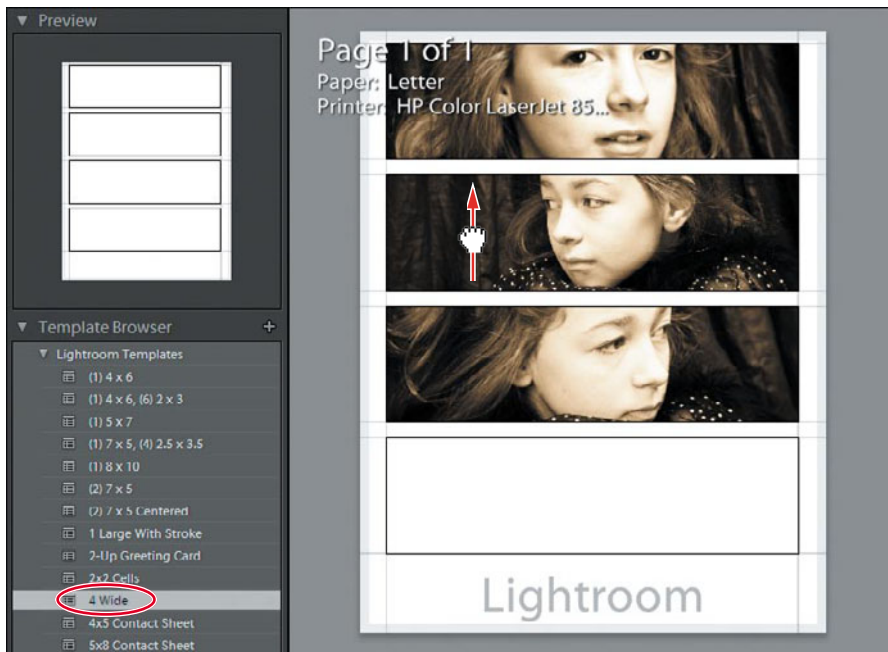 Preview
Page 1 of 1
Paper: Letter
Printer: HP Color LaserJet 85...
Template Browser +
Lightroom Templates
(1) 4 x 6
(1) 4 x 6, (6) 2 x 3
(1) 5 x 7
(1) 7 x 5, (4) 2.5 x 3.5
(1) 8 x 10
(2) 7 x 5
(2) 7 x 5 Centered
1 Large With Stroke
2-Up Greeting Card
2x2 Cells
4 Wide
4x5 Contact Sheet
5x8 Contact Sheet
Lightroom